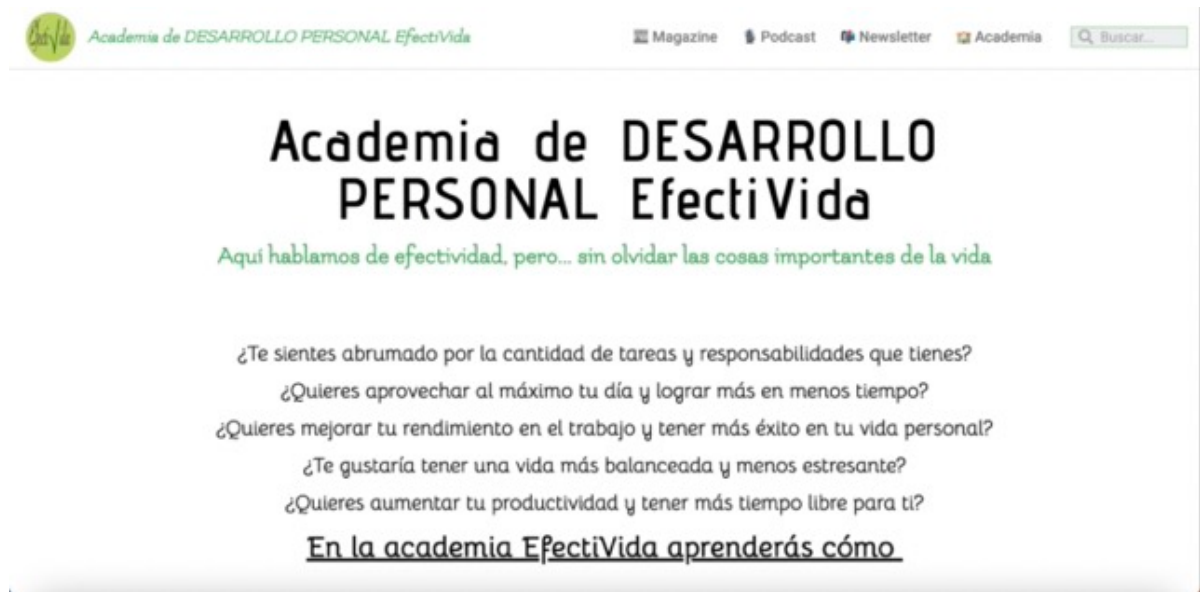 EfectiVida
Academia de DESARROLLO PERSONAL EfectiVida
Magazine
Podcast
Newsletter
Academia
Buscar...
Academia de DESARROLLO
PERSONAL EfectiVida
Aquí hablamos de efectividad, pero... sin olvidar las cosas importantes de la vida
¿Te sientes abrumado por la cantidad de tareas y responsabilidades que tienes?
¿Quieres aprovechar al máximo tu día y lograr más en menos tiempo?
¿Quieres mejorar tu rendimiento en el trabajo y tener más éxito en tu vida personal?
¿Te gustaría tener una vida más balanceada y menos estresante?
¿Quieres aumentar tu productividad y tener más tiempo libre para ti?
En la academia EfectiVida aprenderás cómo